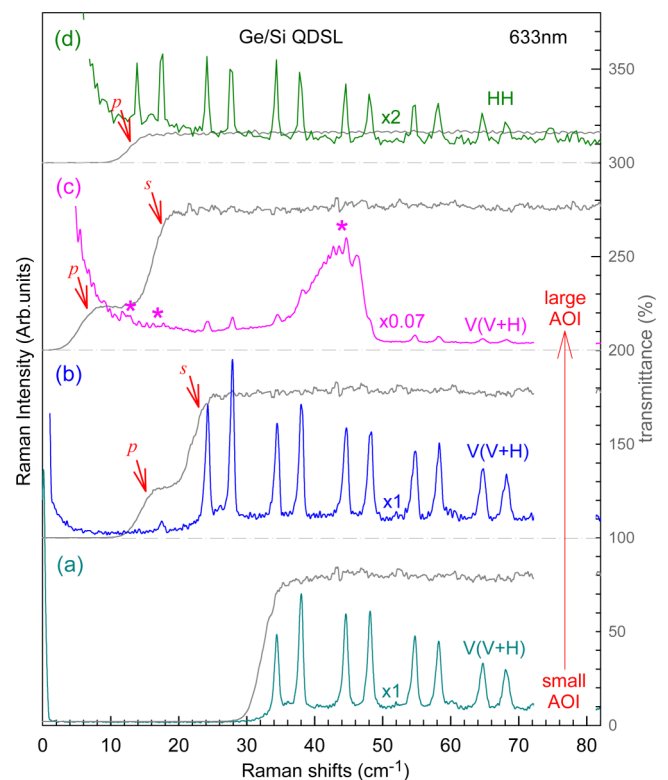 (d)
Ge/Si QDSL
633nm
350
p
x2
HH
300
(c)
s
*
p
*
*
250
x0.07
V(V+H)
large
AOI
200
(b)
s
p
150
x1
V(V+H)
100
(a)
50
x1
V(V+H)
small
AOI
0
0 10 20 30 40 50 60 70 80
Raman shifts (cm⁻¹)
Raman Intensity (Arb.units)
transmittance (%)